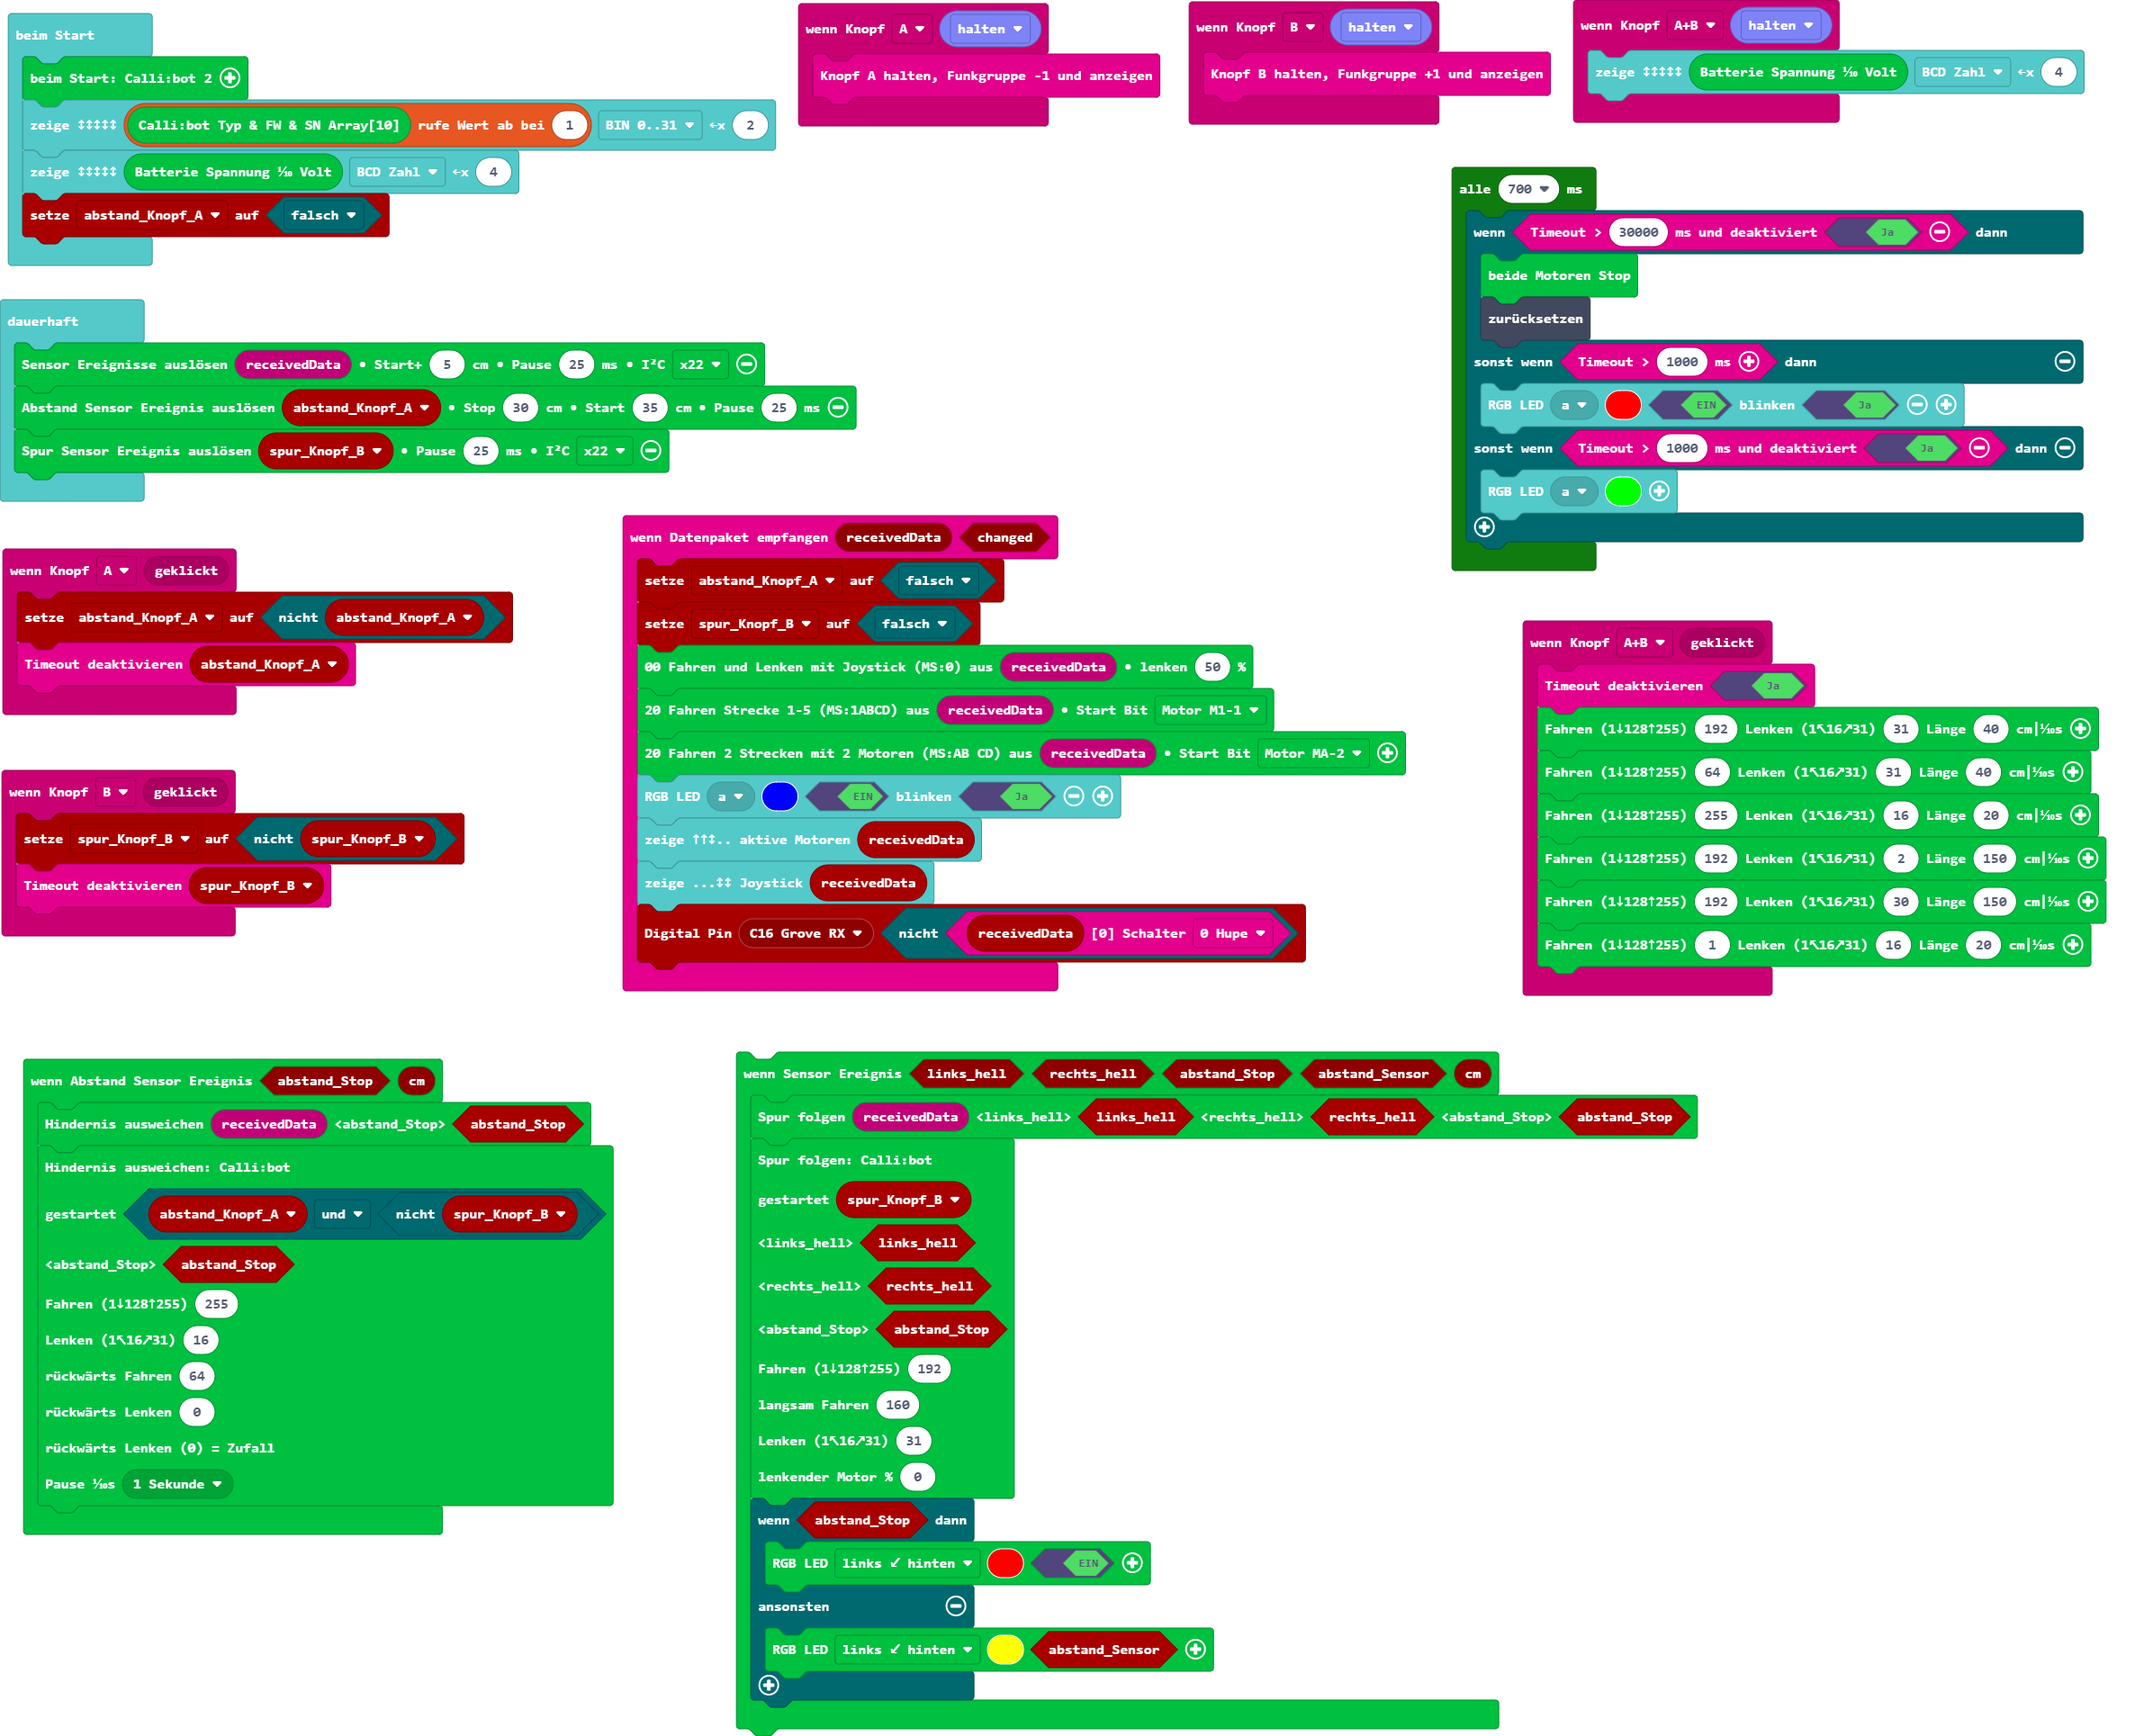 beim Start
beim Start: Calli:bot 2
zeige ↕↕↕↕↕ Calli:bot Typ & FW & SN Array[10] rufe Wert ab bei 1 BIN 0..31 ←x 2
zeige ↕↕↕↕↕ Batterie Spannung ⅒ Volt BCD Zahl ←x 4
setze abstand_Knopf_A auf falsch
wenn Knopf A halten
Knopf A halten, Funkgruppe -1 und anzeigen
wenn Knopf B halten
Knopf B halten, Funkgruppe +1 und anzeigen
wenn Knopf A+B halten
zeige ↕↕↕↕↕ Batterie Spannung ⅒ Volt BCD Zahl ←x 4
alle 700 ms
wenn Timeout > 30000 ms und deaktiviert Ja dann
beide Motoren Stop
zurücksetzen
sonst wenn Timeout > 1000 ms dann
RGB LED a EIN blinken Ja
sonst wenn Timeout > 1000 ms und deaktiviert Ja dann
RGB LED a
dauerhaft
Sensor Ereignisse auslösen receivedData • Start+ 5 cm • Pause 25 ms • I²C x22
Abstand Sensor Ereignis auslösen abstand_Knopf_A • Stop 30 cm • Start 35 cm • Pause 25 ms
Spur Sensor Ereignis auslösen spur_Knopf_B • Pause 25 ms • I²C x22
wenn Knopf A geklickt
setze abstand_Knopf_A auf nicht abstand_Knopf_A
Timeout deaktivieren abstand_Knopf_A
wenn Knopf B geklickt
setze spur_Knopf_B auf nicht spur_Knopf_B
Timeout deaktivieren spur_Knopf_B
wenn Datenpaket empfangen receivedData changed
setze abstand_Knopf_A auf falsch
setze spur_Knopf_B auf falsch
00 Fahren und Lenken mit Joystick (MS:0) aus receivedData • lenken 50 %
20 Fahren Strecke 1-5 (MS:1ABCD) aus receivedData • Start Bit Motor M1-1
20 Fahren 2 Strecken mit 2 Motoren (MS:AB CD) aus receivedData • Start Bit Motor MA-2
RGB LED a EIN blinken Ja
zeige ↑↑↕.. aktive Motoren receivedData
zeige ...↕↕ Joystick receivedData
Digital Pin C16 Grove RX nicht receivedData [0] Schalter 0 Hupe
wenn Knopf A+B geklickt
Timeout deaktivieren Ja
Fahren (1↓128↑255) 192 Lenken (1↖16↗31) 31 Länge 40 cm|⅒s
Fahren (1↓128↑255) 64 Lenken (1↖16↗31) 31 Länge 40 cm|⅒s
Fahren (1↓128↑255) 255 Lenken (1↖16↗31) 16 Länge 20 cm|⅒s
Fahren (1↓128↑255) 192 Lenken (1↖16↗31) 2 Länge 150 cm|⅒s
Fahren (1↓128↑255) 192 Lenken (1↖16↗31) 30 Länge 150 cm|⅒s
Fahren (1↓128↑255) 1 Lenken (1↖16↗31) 16 Länge 20 cm|⅒s
wenn Abstand Sensor Ereignis abstand_Stop cm
Hindernis ausweichen receivedData <abstand_Stop> abstand_Stop
Hindernis ausweichen: Calli:bot
gestartet abstand_Knopf_A und nicht spur_Knopf_B
<abstand_Stop> abstand_Stop
Fahren (1↓128↑255) 255
Lenken (1↖16↗31) 16
rückwärts Fahren 64
rückwärts Lenken 0
rückwärts Lenken (0) = Zufall
Pause ⅒s 1 Sekunde
wenn Sensor Ereignis links_hell rechts_hell abstand_Stop abstand_Sensor cm
Spur folgen receivedData <links_hell> links_hell <rechts_hell> rechts_hell <abstand_Stop> abstand_Stop
Spur folgen: Calli:bot
gestartet spur_Knopf_B
<links_hell> links_hell
<rechts_hell> rechts_hell
<abstand_Stop> abstand_Stop
Fahren (1↓128↑255) 192
langsam Fahren 160
Lenken (1↖16↗31) 31
lenkender Motor % 0
wenn abstand_Stop dann
RGB LED links ↙ hinten EIN
ansonsten
RGB LED links ↙ hinten abstand_Sensor